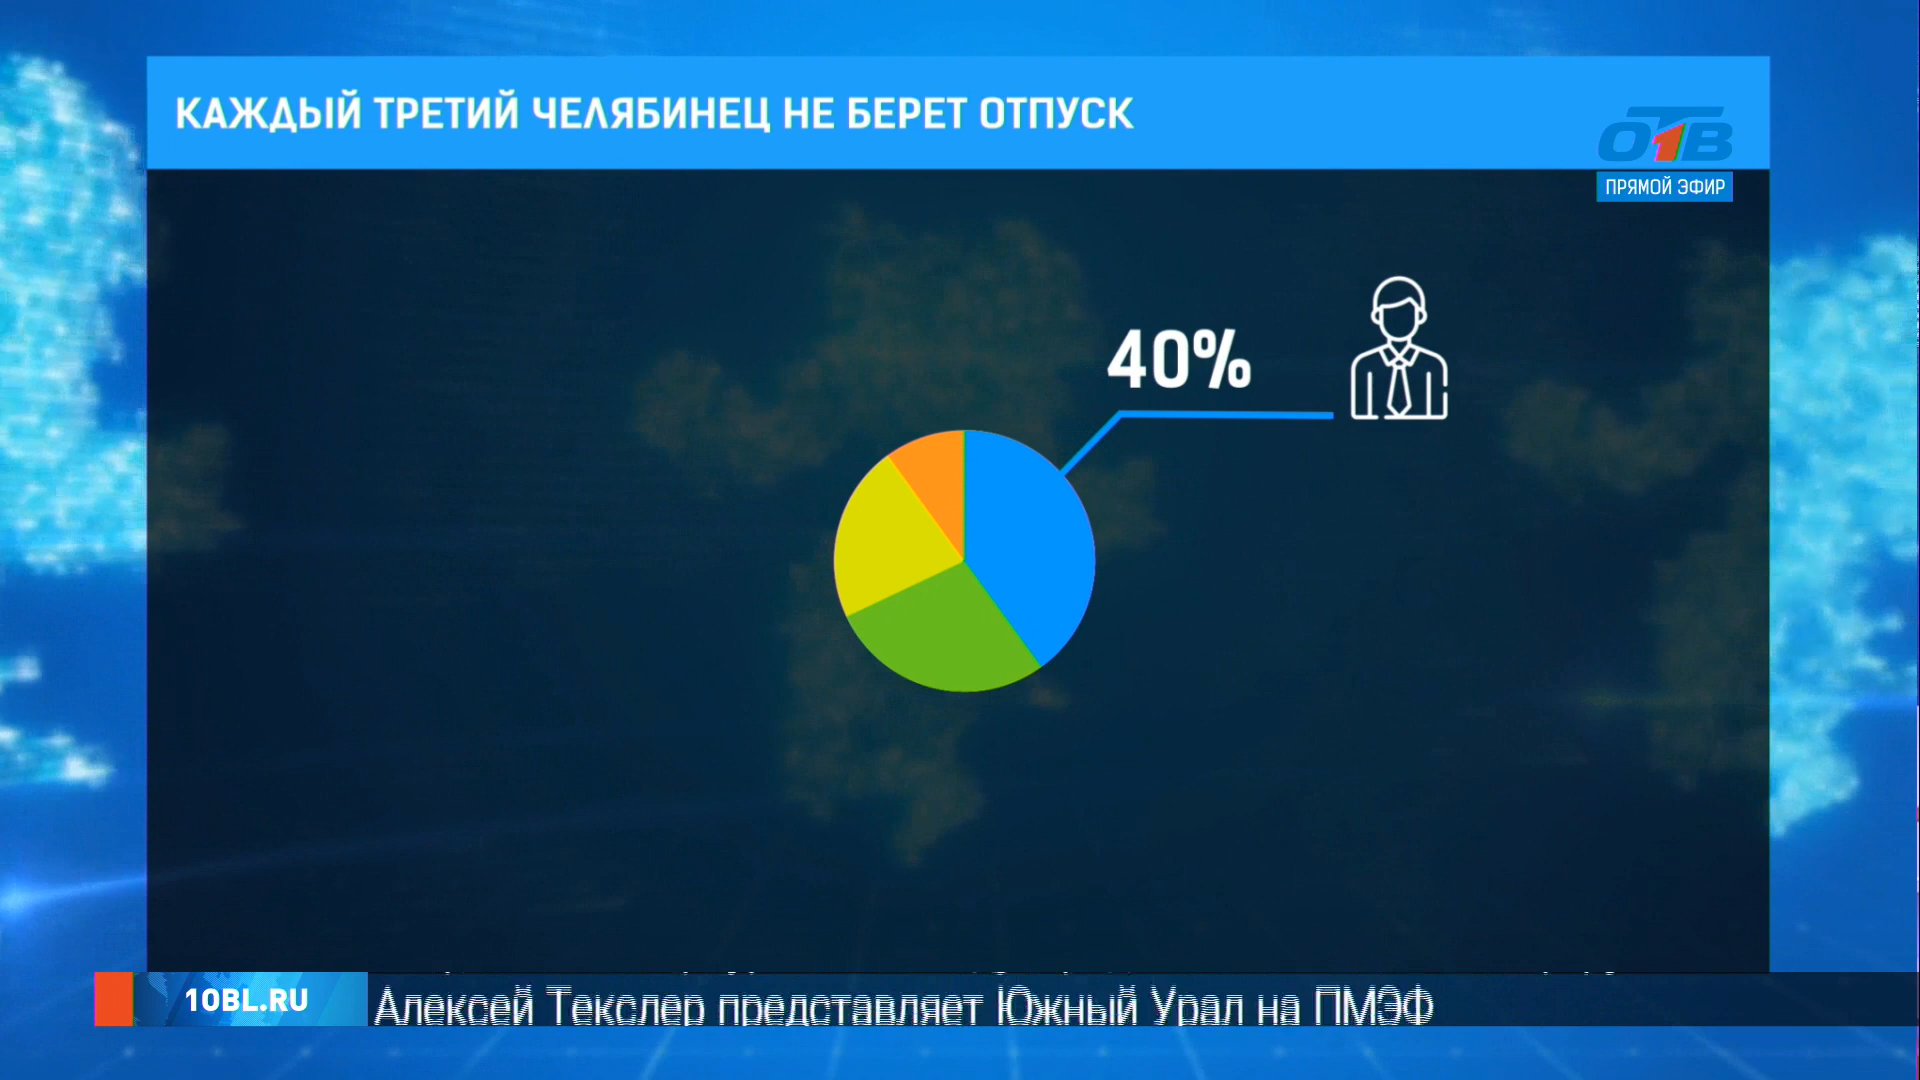 КАЖДЫЙ ТРЕТИЙ ЧЕЛЯБИНЕЦ НЕ БЕРЕТ ОТПУСК
ОТВ
1
ПРЯМОЙ ЭФИР
40%
10BL.RU
Алексей Текслер представляет Южный Урал на ПМЭФ